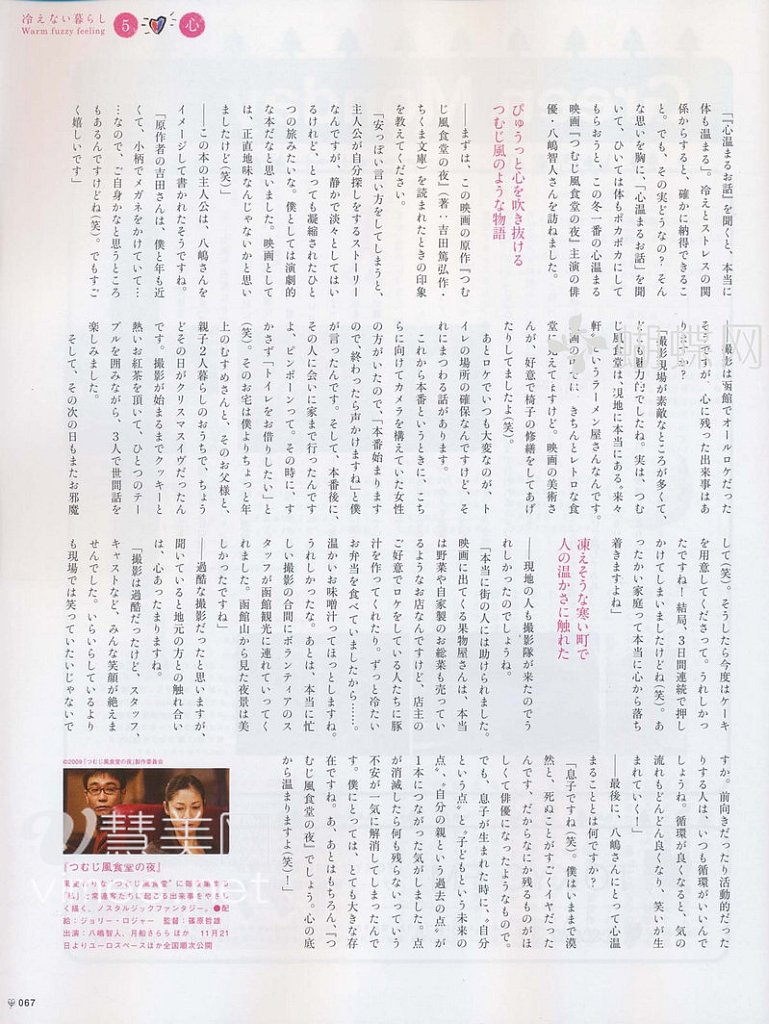 冷えない暮らし
Warm fuzzy feeling
5
心
「『心温まるお話』を聞くと、本当に
体も温まる』。冷えとストレスの関
係からすると、確かに納得できるこ
と。でも、その実どうなの？ そん
な思いを胸に、「心温まるお話」を聞
いて、ひいては体もポカポカにして
もらおうと、この冬一番の心温まる
映画『つむじ風食堂の夜』主演の俳
優・八嶋智人さんを訪ねました。
ぴゅうっと心を吹き抜ける
つむじ風のような物語
――まずは、この映画の原作『つむ
じ風食堂の夜』（著：吉田篤弘作・
ちくま文庫）を読まれたときの印象
を教えてください。
「安っぽい言い方をしてしまうと、
主人公が自分探しをするストーリー
なんですが、静かで淡々としてはい
るけれど、とっても凝縮されたひと
つの旅みたいな。僕としては演劇的
な本だなと思いました。映画として
は、正直地味なんじゃないかと思い
ましたけど（笑）」
――この本の主人公は、八嶋さんを
イメージして書かれたそうですね。
「原作者の吉田さんは、僕と年も近
くて、小柄でメガネをかけていて…
…なので、ご自身かなと思うところ
もあるんですけどね（笑）。でもすご
く嬉しいです」
――撮影は函館でオールロケだった
そうですが、心に残った出来事はあ
りますか？
「撮影現場が素敵なところが多くて、
とても魅力的でしたね。実は、つむ
じ風食堂は、現地に本当にある。来々
軒というラーメン屋さんなんです。
映画の中では、きちんとレトロな食
堂に見えてますけど。映画の美術さ
んが、好意で椅子の修繕をしてあげ
たりしてましたよ（笑）。
あとロケでいつも大変なのが、ト
イレの場所の確保なんですけど、そ
れにまつわる話があります。
これから本番というときに、こち
らに向けてカメラを構えていた女性
の方がいたので、「本番始まります
ので、終わったら声かけますね」と僕
が言ったんです。そして、本番後に、
その人に会いに家まで行ったんです
よ、ピンポーンって。その時に、す
かさず「トイレをお借りしたい」と
（笑）。そのお宅は僕よりちょっと年
上のむすめさんと、そのお父様と、
親子２人暮らしのおうちで、ちょう
どその日がクリスマスイヴだったん
です。撮影が始まるまでクッキーと
熱いお紅茶を頂いて、ひとつのテー
ブルを囲みながら、３人で世間話を
楽しみました。
そして、その次の日もまたお邪魔
して（笑）。そうしたら今度はケーキ
を用意してくださって。うれしかっ
たですね！ 結局、３日間連続で押し
かけてしまいましたけどね（笑）。あ
ったかい家庭って本当に心から落ち
着きますよね」
凍えそうな寒い町で
人の温かさに触れた
――現地の人も撮影隊が来たのでう
れしかったのでしょうね。
「本当に街の人には助けられました。
映画に出てくる果物屋さんは、本当
は野菜や自家製のお総菜も売ってい
るようなお店なんですけど、店主の
ご好意でロケをしている人たちに豚
汁を作ってくれたり。ずっと冷たい
お弁当を食べていましたから……。
温かいお味噌汁ってほっとしますね。
うれしかったな。あとは、本当に忙
しい撮影の合間にボランティアのス
タッフが函館観光に連れていってく
れました。函館山から見た夜景は美
しかったですね」
――過酷な撮影だったと思いますが、
聞いていると地元の方との触れ合い
は、心あったまりますね。
「撮影は過酷だったけど、スタッフ、
キャストなど、みんな笑顔が絶えま
せんでした。いらいらしているより
も現場では笑っていたいじゃないで
すか。前向きだったり活動的だった
りする人は、いつも循環がいいんで
しょうね。循環が良くなると、気の
流れもどんどん良くなり、笑いが生
まれていく！」
――最後に、八嶋さんにとって心温
まることとは何ですか？
「息子ですね（笑）。僕はいままで漠
然と、死ぬことがすごくイヤだった
んです、だからなにか残るものがほ
しくて俳優になったようなもので。
でも、息子が生まれた時に、“自分
という点”と“子どもという未来の
点”、“自分の親という過去の点”が
１本につながった気がしました。点
が消滅したら何も残らないっていう
不安が一気に解消してしまったんで
す。僕にとっては、とても大きな存
在ですね。あ、あとはもちろん、『つ
むじ風食堂の夜』でしょう。心の底
から温まりますよ（笑）！」
©2009「つむじ風食堂の夜」製作委員会
『つむじ風食堂の夜』
「私」と常連客たちに起こる出来事をやさし
く描く、ノスタルジックファンタジー。●配
給：ジョリー・ロジャー 監督：篠原哲雄
出演：八嶋智人、月船さらら ほか 11月21
日よりユーロスペースほか全国順次公開
067
蝴蝶网